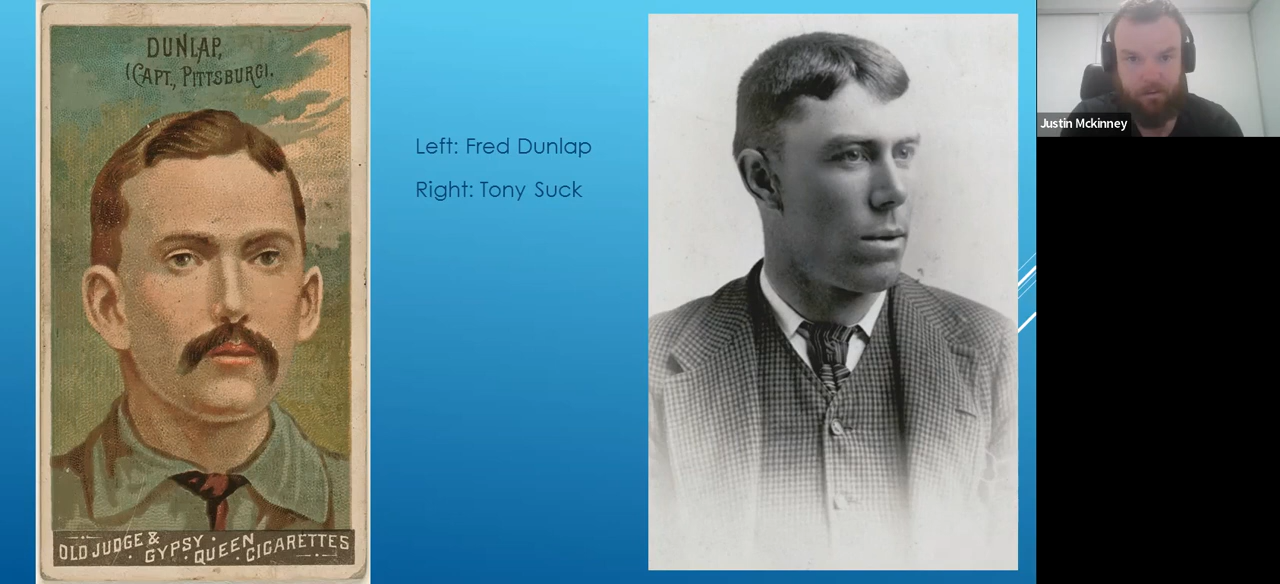 DUNLAP,
(CAPT., PITTSBURG).
Left: Fred Dunlap
Right: Tony Suck
OLD JUDGE &
GYPSY · QUEEN CIGARETTES
Justin Mckinney